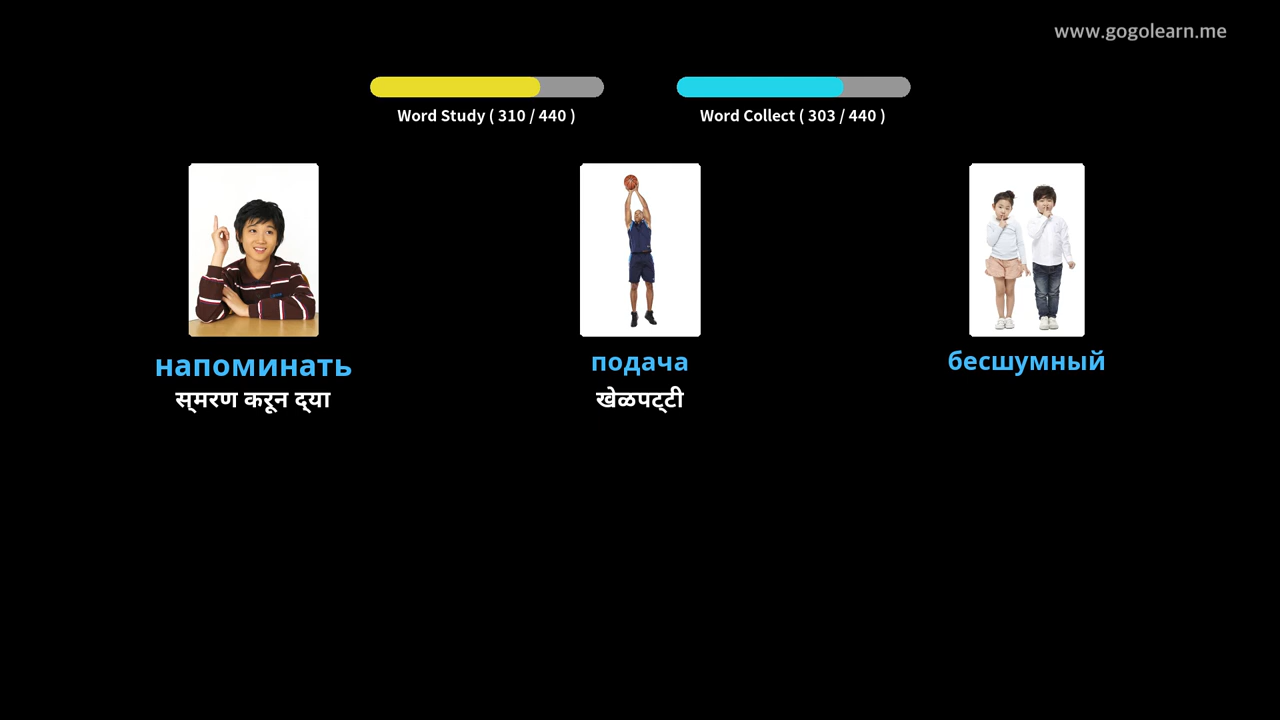 www.gogolearn.me
Word Study ( 310 / 440 )
Word Collect ( 303 / 440 )
напоминать
подача
бесшумный
स्मरण करून द्या
खेळपट्टी